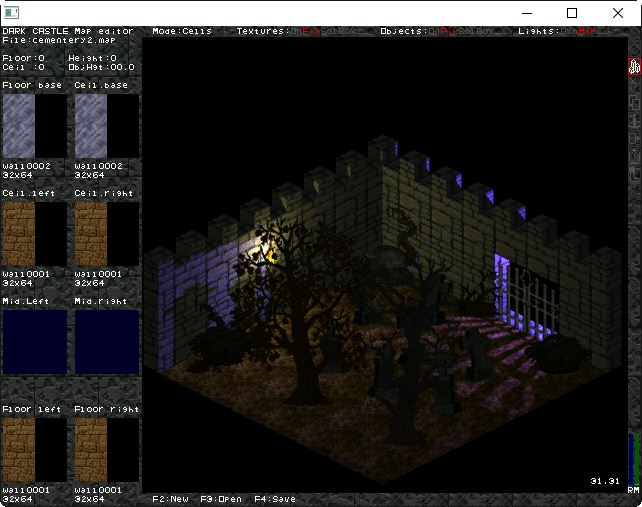 DARK CASTLE Map editor
File:cementery2.map
Mode:Cells Textures: Objects: Lights:
Floor:0 Height:0
Ceil :0 ObjHgt:00.0
Floor base Ceil.base
Wall0002 Wall0002
32x64 32x64
Ceil.left Ceil.right
Wall0001 Wall0001
32x64 32x64
Mid.Left Mid.right
Floor left Floor right
Wall0001 Wall0001
32x64 32x64
31.31
RM
F2:New F3:Open F4:Save